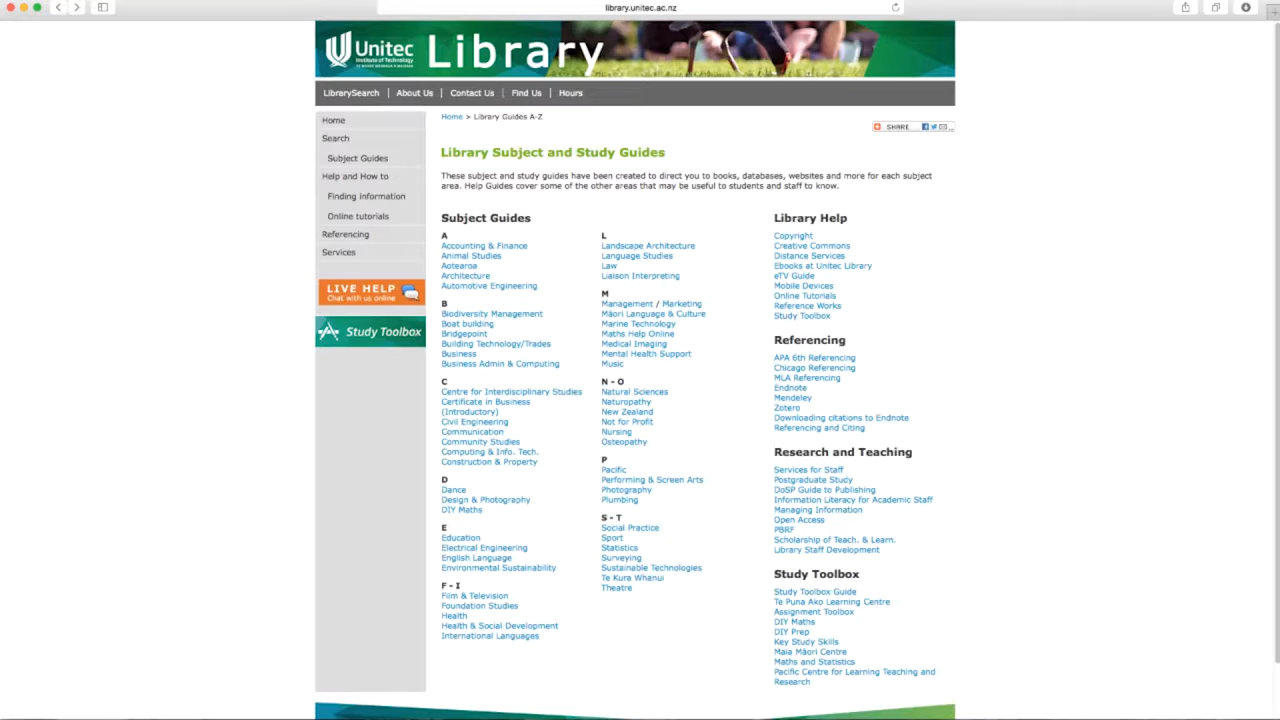 library.unitec.ac.nz
Unitec
Institute of Technology
Library
LibrarySearch | About Us | Contact Us | Find Us | Hours
Home
Search
Subject Guides
Help and How to
Finding information
Online tutorials
Referencing
Services
LIVE HELP
Chat with us online
Study Toolbox
Home > Library Guides A-Z
SHARE
Library Subject and Study Guides
These subject and study guides have been created to direct you to books, databases, websites and more for each subject
area. Help Guides cover some of the other areas that may be useful to students and staff to know.
Subject Guides
A
Accounting & Finance
Animal Studies
Aotearoa
Architecture
Automotive Engineering
B
Biodiversity Management
Boat building
Bridgepoint
Building Technology/Trades
Business
Business Admin & Computing
C
Centre for Interdisciplinary Studies
Certificate in Business
(Introductory)
Civil Engineering
Communication
Community Studies
Computing & Info. Tech.
Construction & Property
D
Dance
Design & Photography
DIY Maths
E
Education
Electrical Engineering
English Language
Environmental Sustainability
F - I
Film & Television
Foundation Studies
Health
Health & Social Development
International Languages
L
Landscape Architecture
Language Studies
Law
Liaison Interpreting
M
Management / Marketing
Māori Language & Culture
Marine Technology
Maths Help Online
Medical Imaging
Mental Health Support
Music
N - O
Natural Sciences
Naturopathy
New Zealand
Not for Profit
Nursing
Osteopathy
P
Pacific
Performing & Screen Arts
Photography
Plumbing
S - T
Social Practice
Sport
Statistics
Surveying
Sustainable Technologies
Te Kura Whanui
Theatre
Library Help
Copyright
Creative Commons
Distance Services
Ebooks at Unitec Library
eTV Guide
Mobile Devices
Online Tutorials
Reference Works
Study Toolbox
Referencing
APA 6th Referencing
Chicago Referencing
MLA Referencing
Endnote
Mendeley
Zotero
Downloading citations to Endnote
Referencing and Citing
Research and Teaching
Services for Staff
Postgraduate Study
DoSP Guide to Publishing
Information Literacy for Academic Staff
Managing Information
Open Access
PBRF
Scholarship of Teach. & Learn.
Library Staff Development
Study Toolbox
Study Toolbox Guide
Te Puna Ako Learning Centre
Assignment Toolbox
DIY Maths
DIY Prep
Key Study Skills
Maia Māori Centre
Maths and Statistics
Pacific Centre for Learning Teaching and
Research